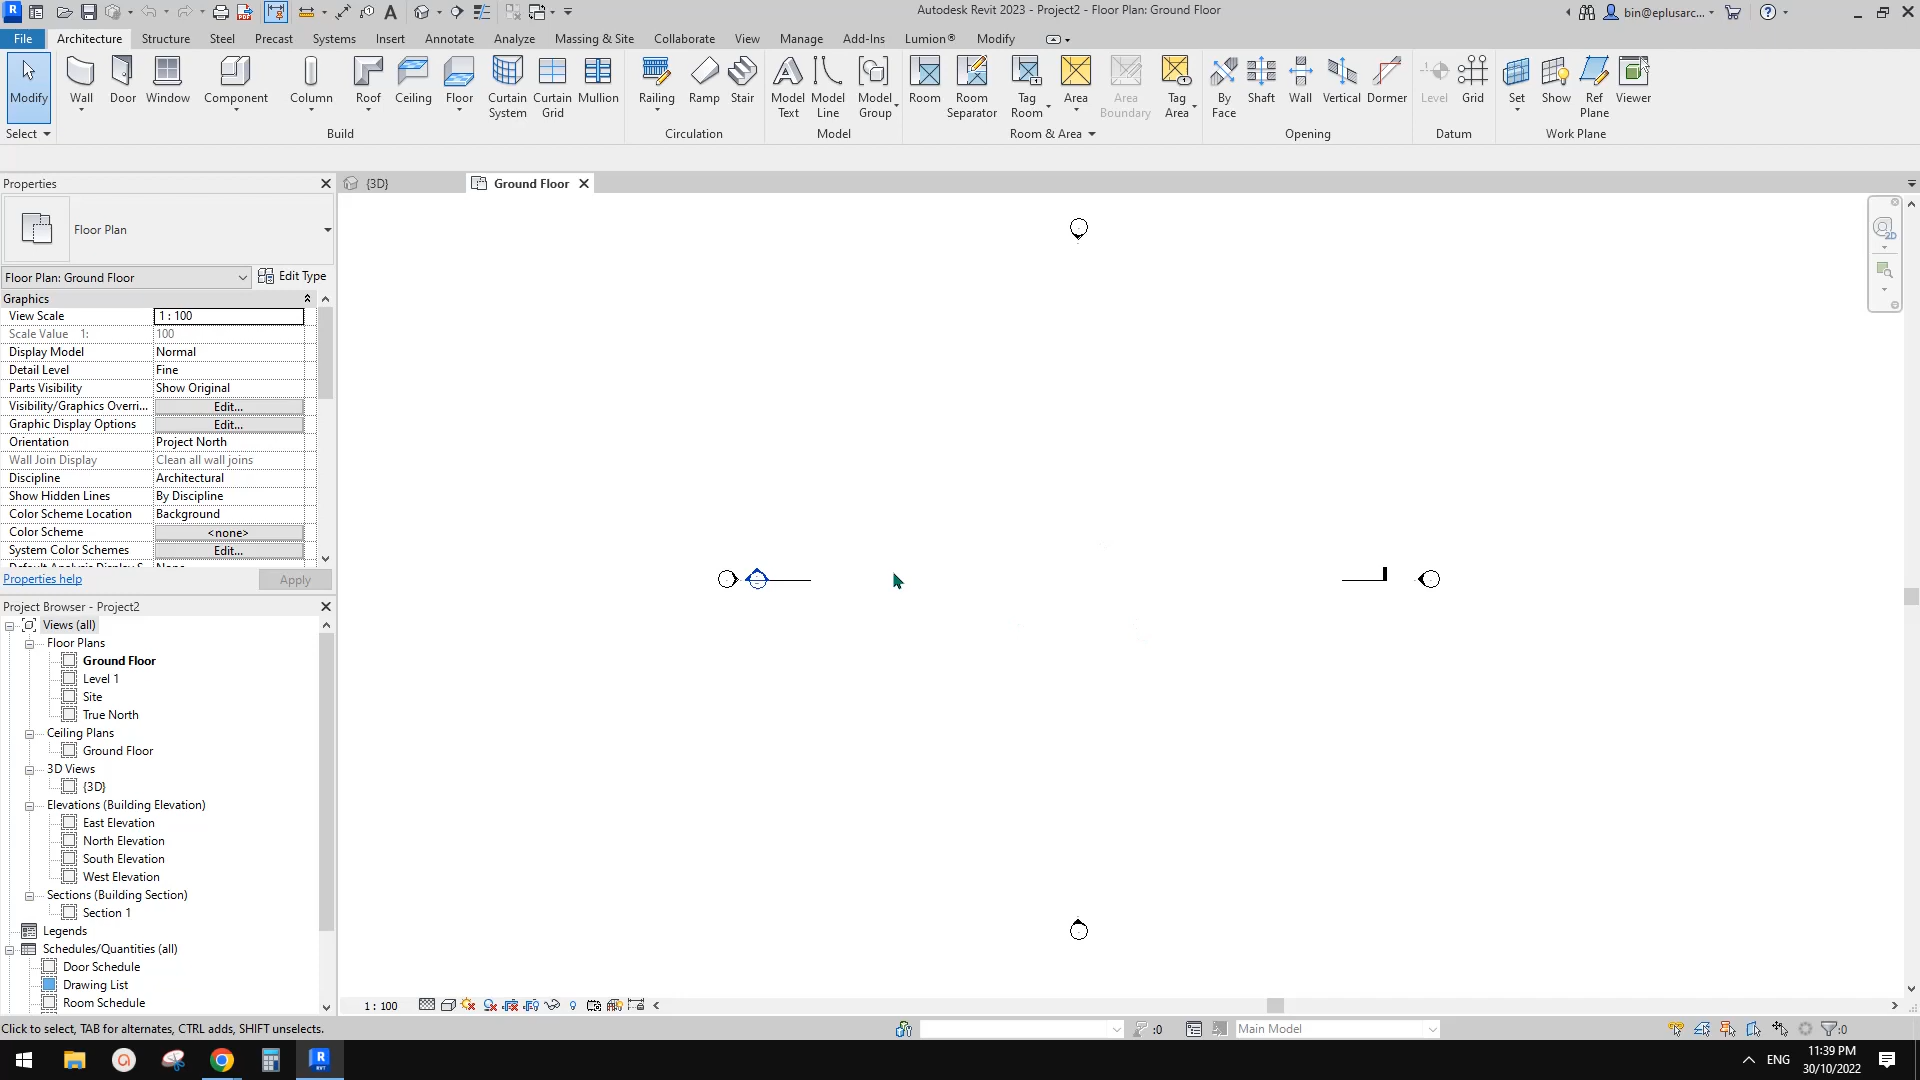 Autodesk Revit 2023 - Project2 - Floor Plan: Ground Floor
bin@eplusarc...
File Architecture Structure Steel Precast Systems Insert Annotate Analyze Massing & Site Collaborate View Manage Add-Ins Lumion® Modify
Modify Wall Door Window Component Column Roof Ceiling Floor Curtain System Curtain Grid Mullion Railing Ramp Stair Model Text Model Line Model Group Room Room Separator Tag Room Area Area Boundary Tag Area By Face Shaft Wall Vertical Dormer Level Grid Set Show Ref Plane Viewer
Select Build Circulation Model Room & Area Opening Datum Work Plane
Properties
{3D} Ground Floor
Floor Plan
Floor Plan: Ground Floor Edit Type
Graphics
View Scale 1 : 100
Scale Value 1: 100
Display Model Normal
Detail Level Fine
Parts Visibility Show Original
Visibility/Graphics Overri... Edit...
Graphic Display Options Edit...
Orientation Project North
Wall Join Display Clean all wall joins
Discipline Architectural
Show Hidden Lines By Discipline
Color Scheme Location Background
Color Scheme <none>
System Color Schemes Edit...
Default Analysis Display S... None
Properties help Apply
Project Browser - Project2
Views (all)
Floor Plans
Ground Floor
Level 1
Site
True North
Ceiling Plans
Ground Floor
3D Views
{3D}
Elevations (Building Elevation)
East Elevation
North Elevation
South Elevation
West Elevation
Sections (Building Section)
Section 1
Legends
Schedules/Quantities (all)
Door Schedule
Drawing List
Room Schedule
2D
1 : 100
Click to select, TAB for alternates, CTRL adds, SHIFT unselects.
:0 Main Model :0
ENG
11:39 PM
30/10/2022